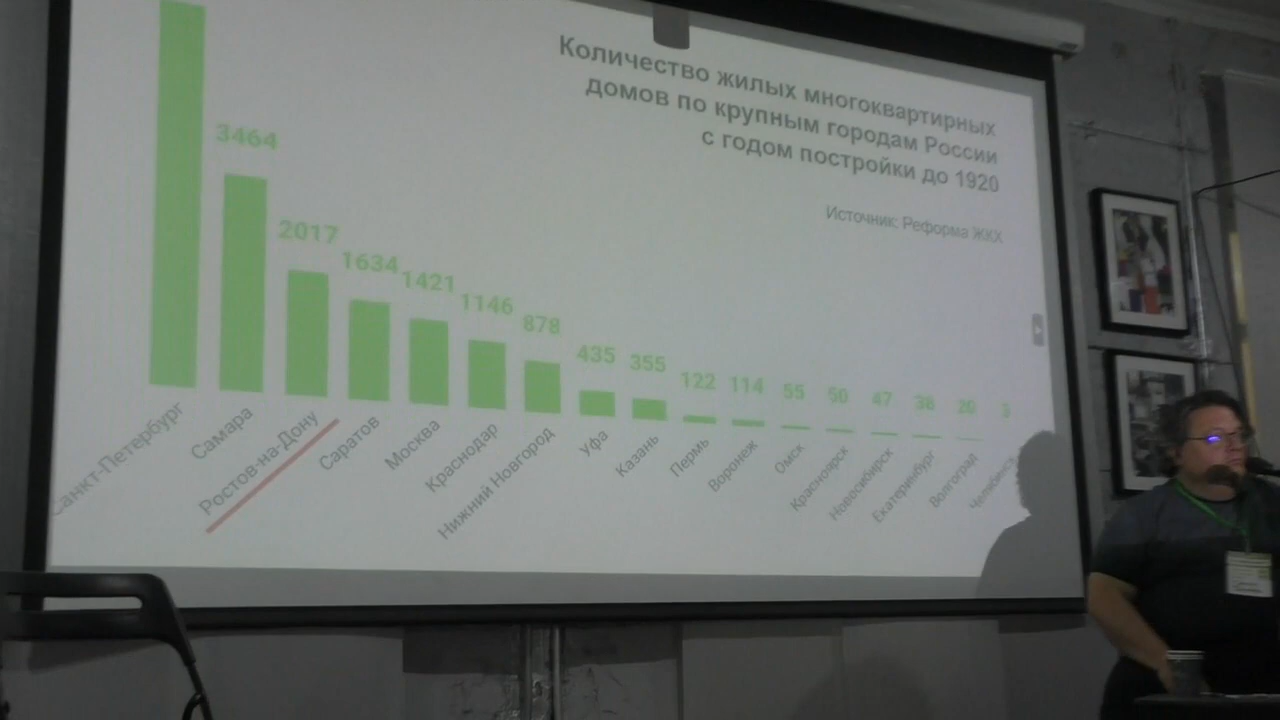 Количество жилых многоквартирных
домов по крупным городам России
с годом постройки до 1920
Источник: Реформа ЖКХ
3464
2017
1634
1421
1146
878
435
355
122
114
55
50
47
38
20
3
Санкт-Петербург
Самара
Ростов-на-Дону
Саратов
Москва
Краснодар
Нижний Новгород
Уфа
Казань
Пермь
Воронеж
Омск
Красноярск
Новосибирск
Екатеринбург
Волгоград
Челябинск